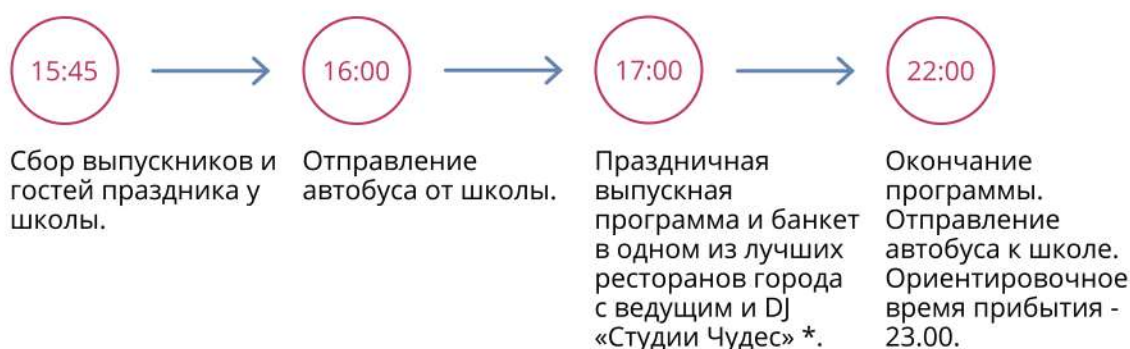 15:45
16:00
17:00
22:00
Сбор выпускников и
гостей праздника у
школы.
Отправление
автобуса от школы.
Праздничная
выпускная
программа и банкет
в одном из лучших
ресторанов города
с ведущим и DJ
«Студии Чудес» *.
Окончание
программы.
Отправление
автобуса к школе.
Ориентировочное
время прибытия -
23.00.